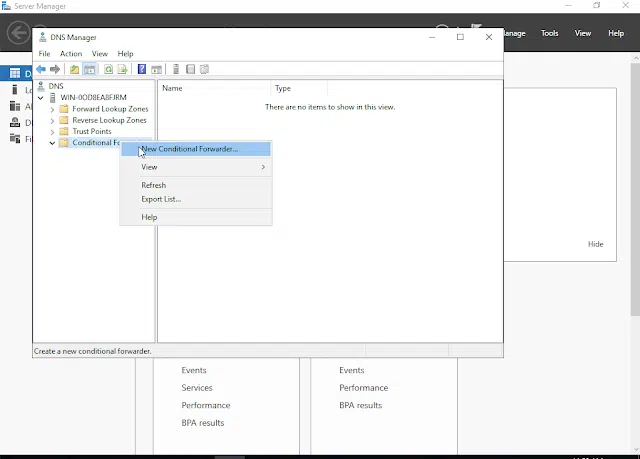 Server Manager
Manage
Tools
View
Help
DNS Manager
File
Action
View
Help
DNS
WIN-0OD8EA8FJRM
Forward Lookup Zones
Reverse Lookup Zones
Trust Points
Conditional Fo
Name
Type
There are no items to show in this view.
New Conditional Forwarder...
View
Refresh
Export List...
Help
Hide
Create a new conditional forwarder.
Events
Services
Performance
BPA results
Events
Performance
BPA results